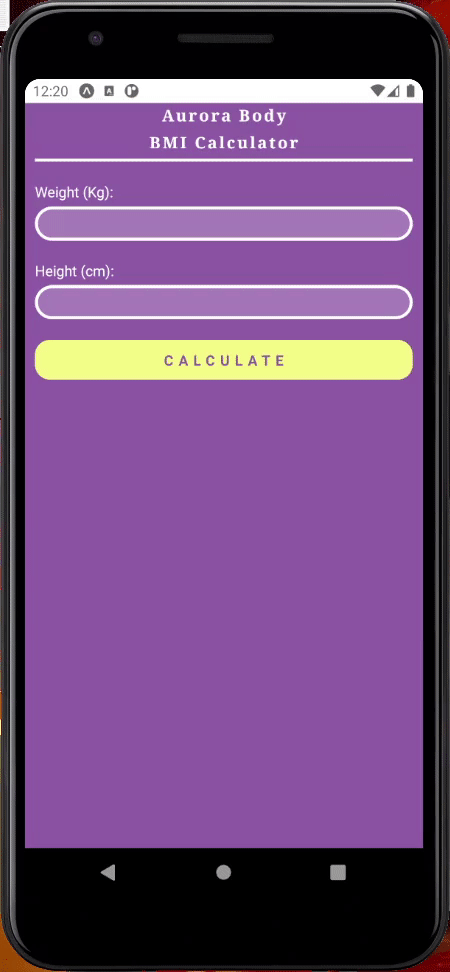 12:20
Aurora Body
BMI Calculator
Weight (Kg):
Height (cm):
CALCULATE